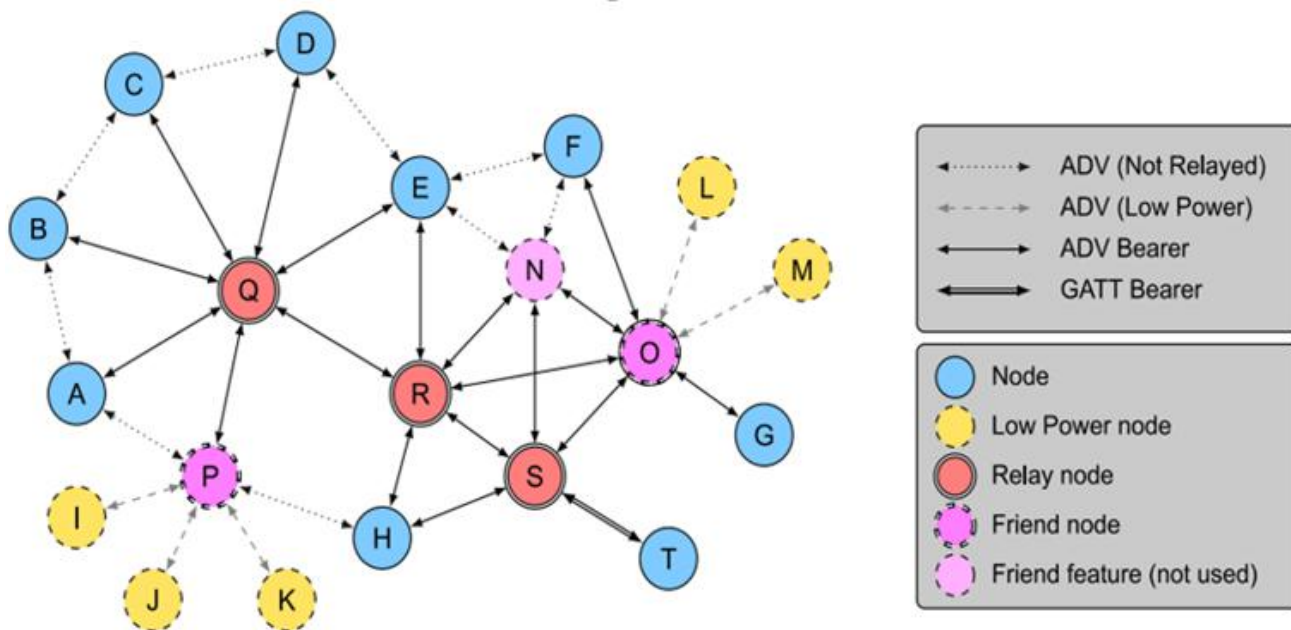 D
C
F
E
L
B
N
M
Q
O
A
R
G
P
S
I
H
T
J
K
ADV (Not Relayed)
ADV (Low Power)
ADV Bearer
GATT Bearer
Node
Low Power node
Relay node
Friend node
Friend feature (not used)